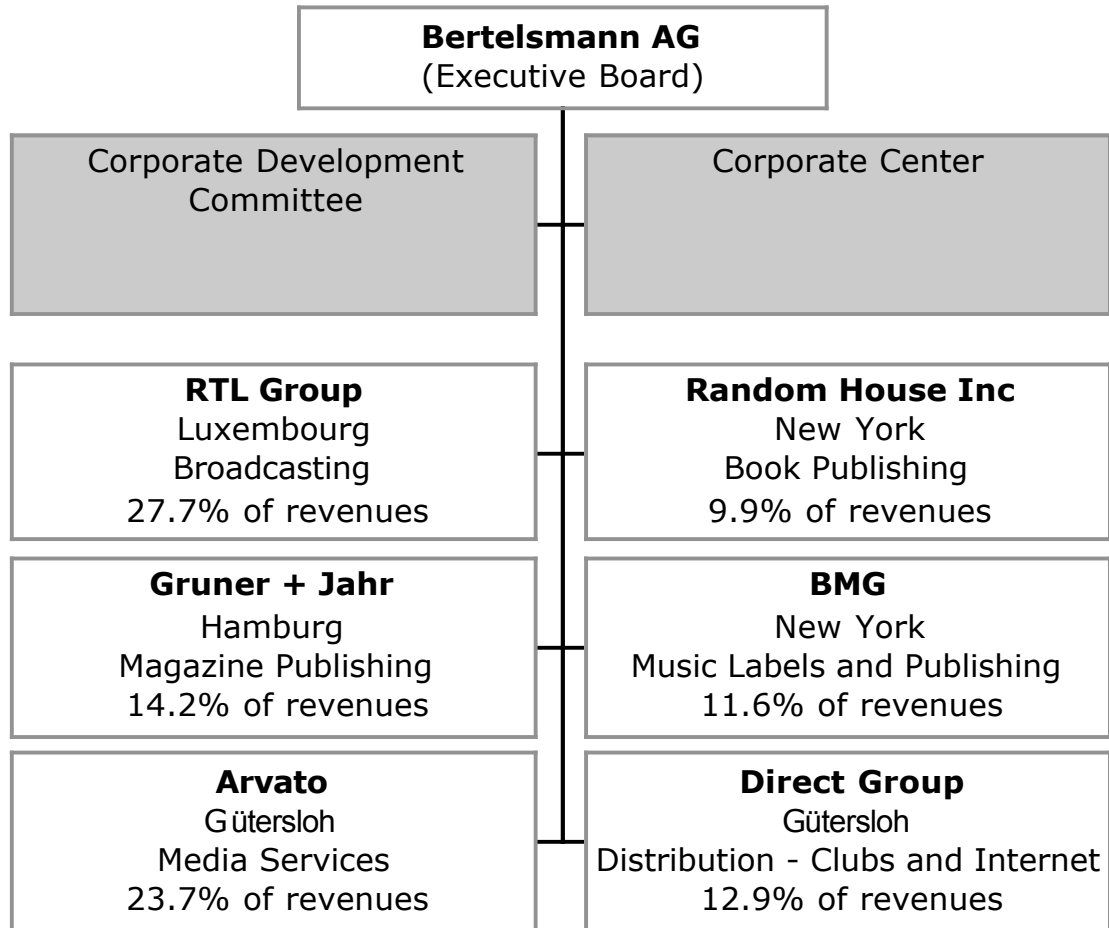 Bertelsmann AG
(Executive Board)
Corporate Development
Committee
Corporate Center
RTL Group
Luxembourg
Broadcasting
27.7% of revenues
Random House Inc
New York
Book Publishing
9.9% of revenues
Gruner + Jahr
Hamburg
Magazine Publishing
14.2% of revenues
BMG
New York
Music Labels and Publishing
11.6% of revenues
Arvato
Gütersloh
Media Services
23.7% of revenues
Direct Group
Gütersloh
Distribution - Clubs and Internet
12.9% of revenues